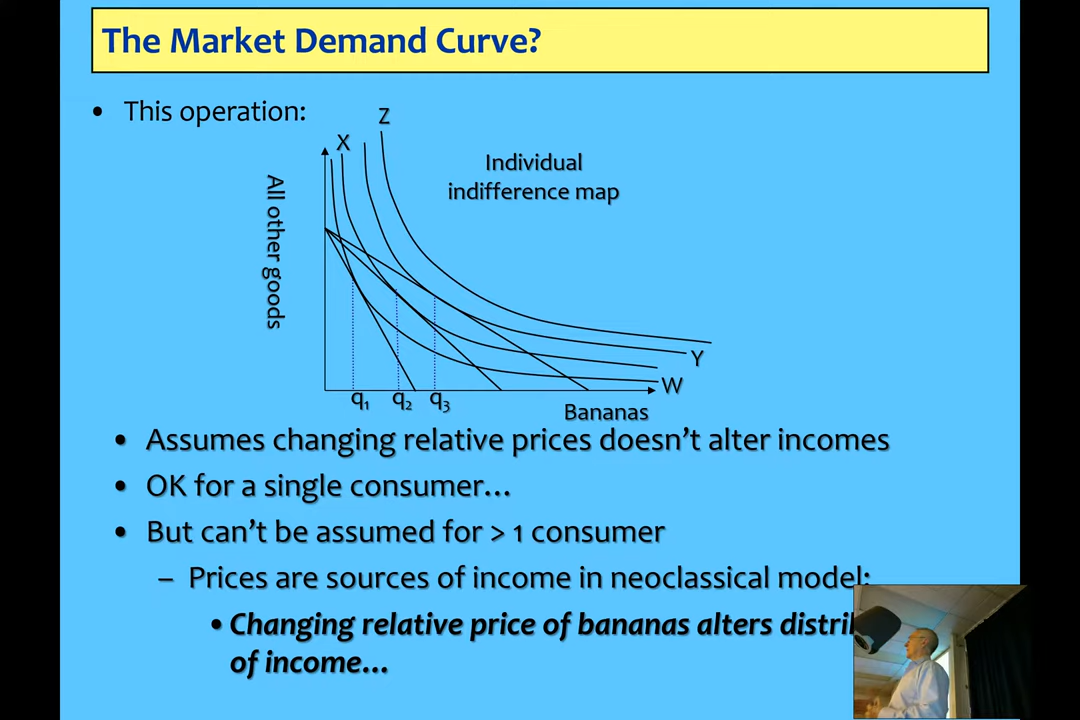 The Market Demand Curve?
• This operation:
Z
X
Individual
indifference map
All other goods
Y
W
q1 q2 q3
Bananas
• Assumes changing relative prices doesn’t alter incomes
• OK for a single consumer…
• But can’t be assumed for > 1 consumer
– Prices are sources of income in neoclassical model:
• Changing relative price of bananas alters
of income…